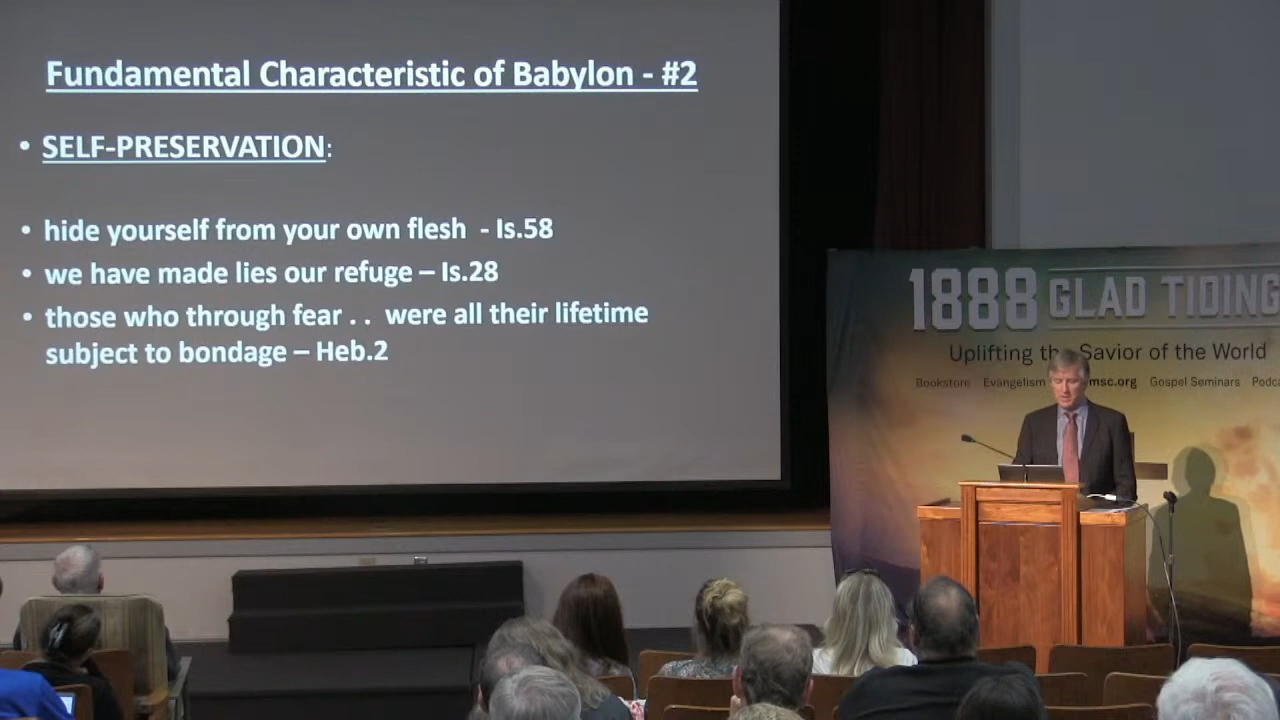 Fundamental Characteristic of Babylon - #2
• SELF-PRESERVATION:
• hide yourself from your own flesh - Is.58
• we have made lies our refuge – Is.28
• those who through fear . . were all their lifetime
subject to bondage – Heb.2
1888 GLAD TIDING
Uplifting the Savior of the World
Bookstore Evangelism msc.org Gospel Seminars